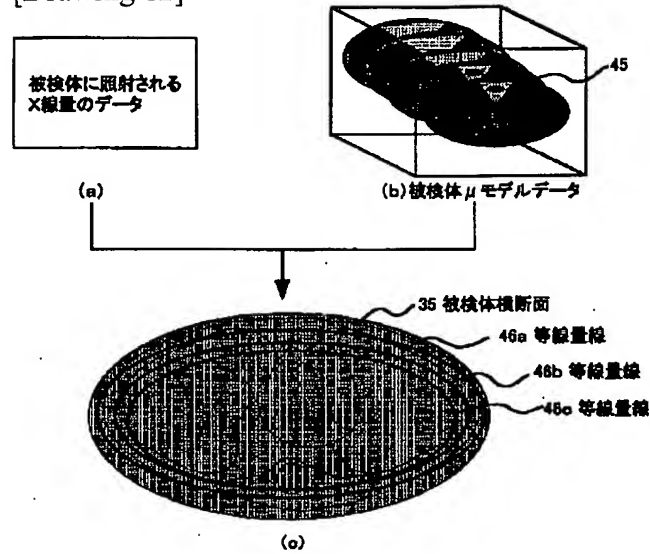 被検体に照射される
X線量のデータ
45
(a)
(b)被検体μモデルデータ
35 被検体横断面
46a 等線量線
46b 等線量線
46c 等線量線
(c)